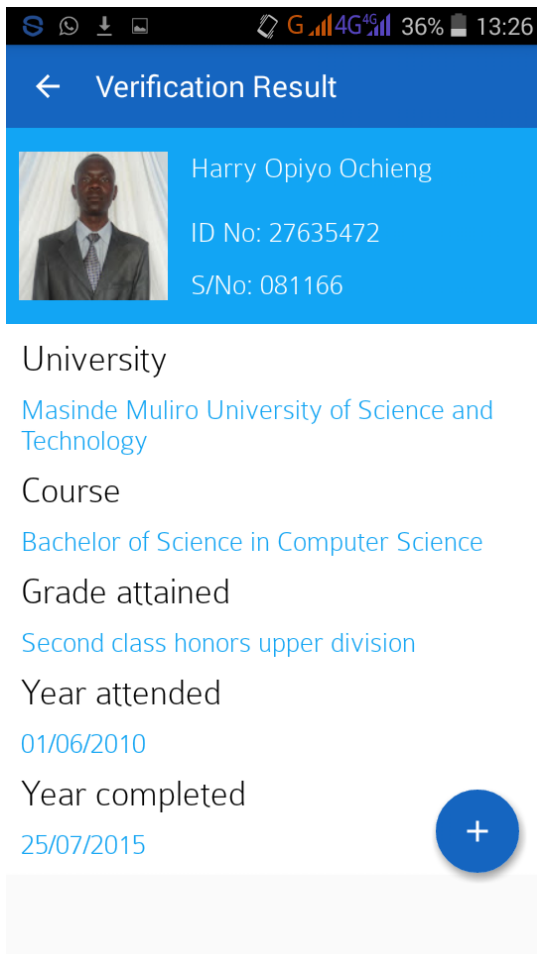 G 4G 4G 36% 13:26
Verification Result
Harry Opiyo Ochieng
ID No: 27635472
S/No: 081166
University
Masinde Muliro University of Science and
Technology
Course
Bachelor of Science in Computer Science
Grade attained
Second class honors upper division
Year attended
01/06/2010
Year completed
25/07/2015